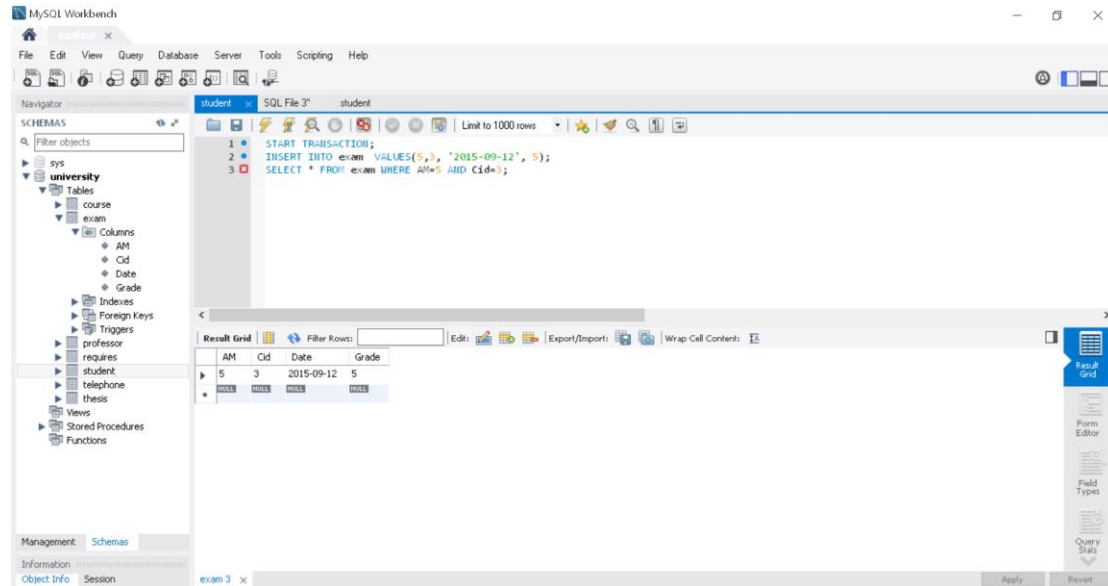 MySQL Workbench
localhost
File Edit View Query Database Server Tools Scripting Help
Navigator
SCHEMAS
Filter objects
sys
university
Tables
course
exam
Columns
AM
Cid
Date
Grade
Indexes
Foreign Keys
Triggers
professor
requires
student
telephone
thesis
Views
Stored Procedures
Functions
Management Schemas
Information
Object Info Session
student SQL File 3* student
Limit to 1000 rows
1 START TRANSACTION;
2 INSERT INTO exam VALUES(5,3, '2015-09-12', 5);
3 SELECT * FROM exam WHERE AM=5 AND Cid=3;
Result Grid Filter Rows: Edit: Export/Import: Wrap Cell Content:
AM Cid Date Grade
5 3 2015-09-12 5
NULL NULL NULL NULL
Result
Grid
Form
Editor
Field
Types
Query
Stats
exam 3 Apply Revert